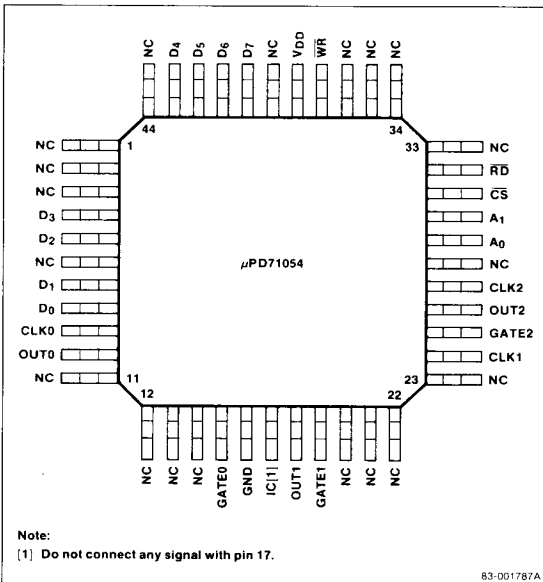 NC D4 D5 D6 D7 NC VDD W̅R̅ NC NC NC
44 34
NC 1 33 NC
NC R̅D̅
NC C̅S̅
D3 A1
D2 A0
NC μPD71054 NC
D1 CLK2
D0 OUT2
CLK0 GATE2
OUT0 CLK1
NC 11 23 NC
12 22
NC NC NC GATE0 GND IC[1] OUT1 GATE1 NC NC NC
Note:
[1] Do not connect any signal with pin 17.
83-001787A